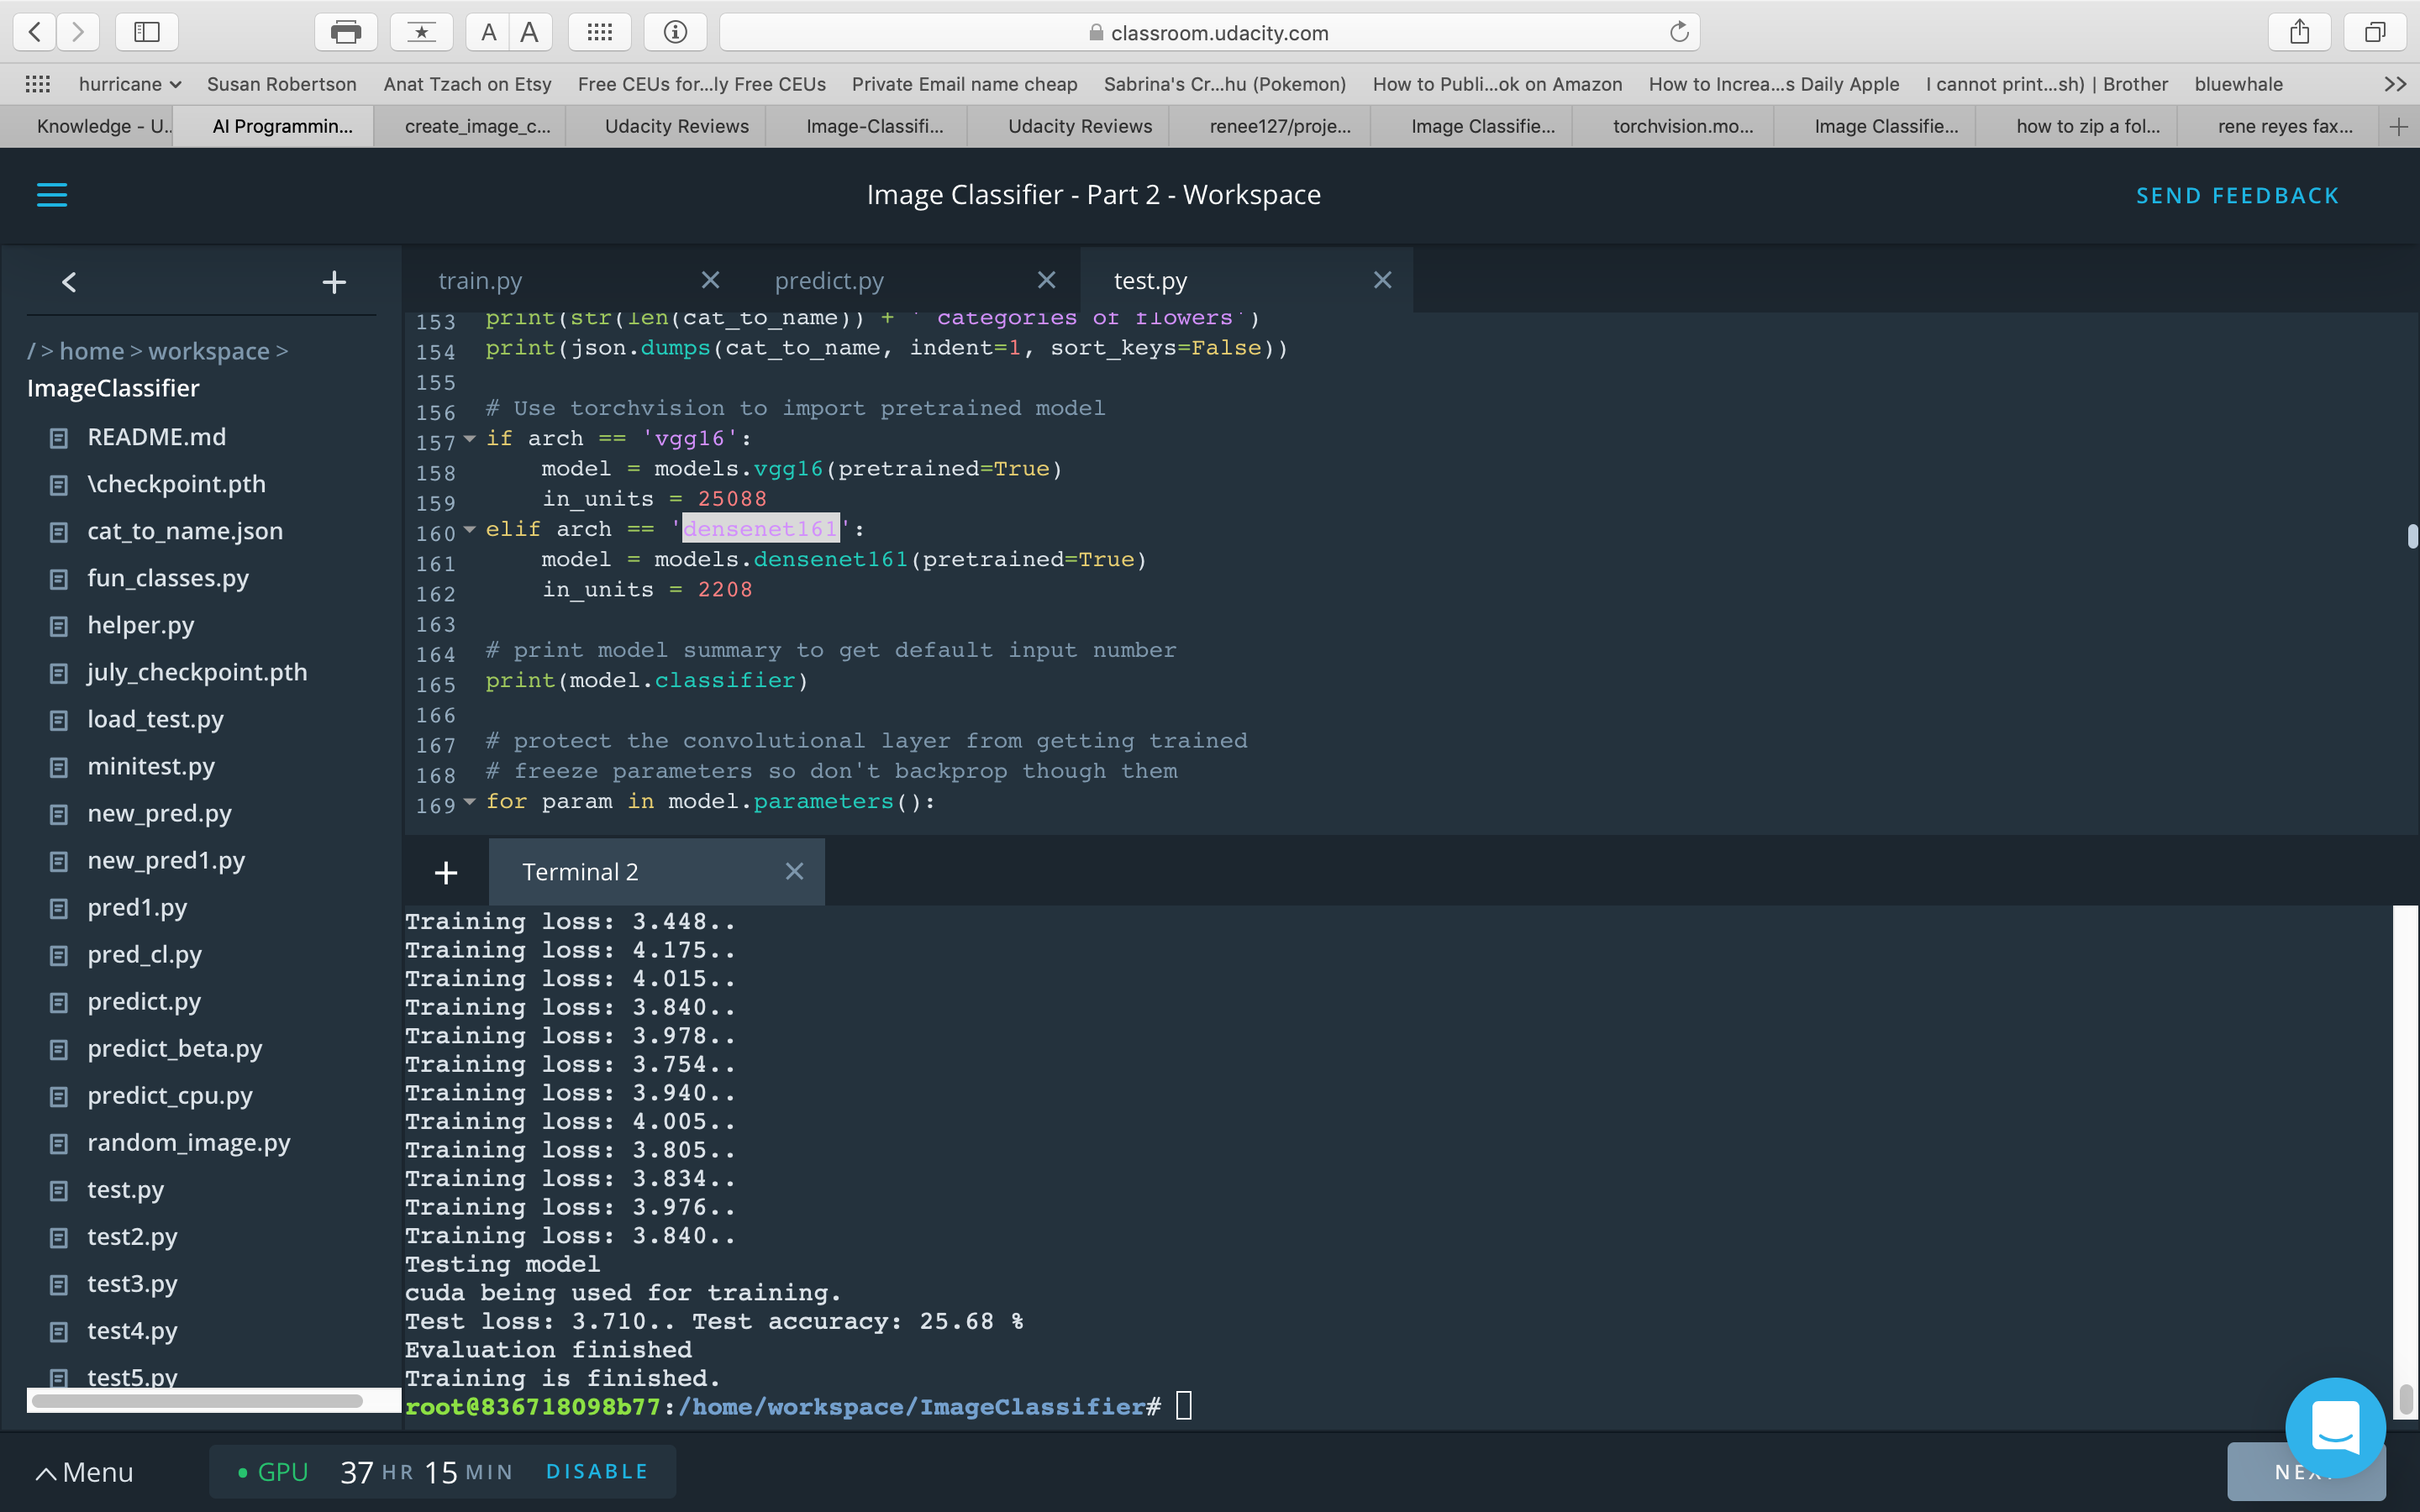 A A
classroom.udacity.com
hurricane Susan Robertson Anat Tzach on Etsy Free CEUs for...ly Free CEUs Private Email name cheap Sabrina's Cr...hu (Pokemon) How to Publi...ok on Amazon How to Increa...s Daily Apple I cannot print...sh) | Brother bluewhale >>
Knowledge - U.. AI Programmin... create_image_c... Udacity Reviews Image-Classifi... Udacity Reviews renee127/proje... Image Classifie... torchvision.mo... Image Classifie... how to zip a fol... rene reyes fax... +
Image Classifier - Part 2 - Workspace
SEND FEEDBACK
/ > home > workspace >
ImageClassifier
README.md
\checkpoint.pth
cat_to_name.json
fun_classes.py
helper.py
july_checkpoint.pth
load_test.py
minitest.py
new_pred.py
new_pred1.py
pred1.py
pred_cl.py
predict.py
predict_beta.py
predict_cpu.py
random_image.py
test.py
test2.py
test3.py
test4.py
test5.py
train.py predict.py test.py
153 print(str(len(cat_to_name)) + ' categories of flowers')
154 print(json.dumps(cat_to_name, indent=1, sort_keys=False))
155
156 # Use torchvision to import pretrained model
157 if arch == 'vgg16':
158 model = models.vgg16(pretrained=True)
159 in_units = 25088
160 elif arch == 'densenet161':
161 model = models.densenet161(pretrained=True)
162 in_units = 2208
163
164 # print model summary to get default input number
165 print(model.classifier)
166
167 # protect the convolutional layer from getting trained
168 # freeze parameters so don't backprop though them
169 for param in model.parameters():
+ Terminal 2
Training loss: 3.448..
Training loss: 4.175..
Training loss: 4.015..
Training loss: 3.840..
Training loss: 3.978..
Training loss: 3.754..
Training loss: 3.940..
Training loss: 4.005..
Training loss: 3.805..
Training loss: 3.834..
Training loss: 3.976..
Training loss: 3.840..
Testing model
cuda being used for training.
Test loss: 3.710.. Test accuracy: 25.68 %
Evaluation finished
Training is finished.
root@836718098b77:/home/workspace/ImageClassifier#
Menu
GPU 37 HR 15 MIN DISABLE